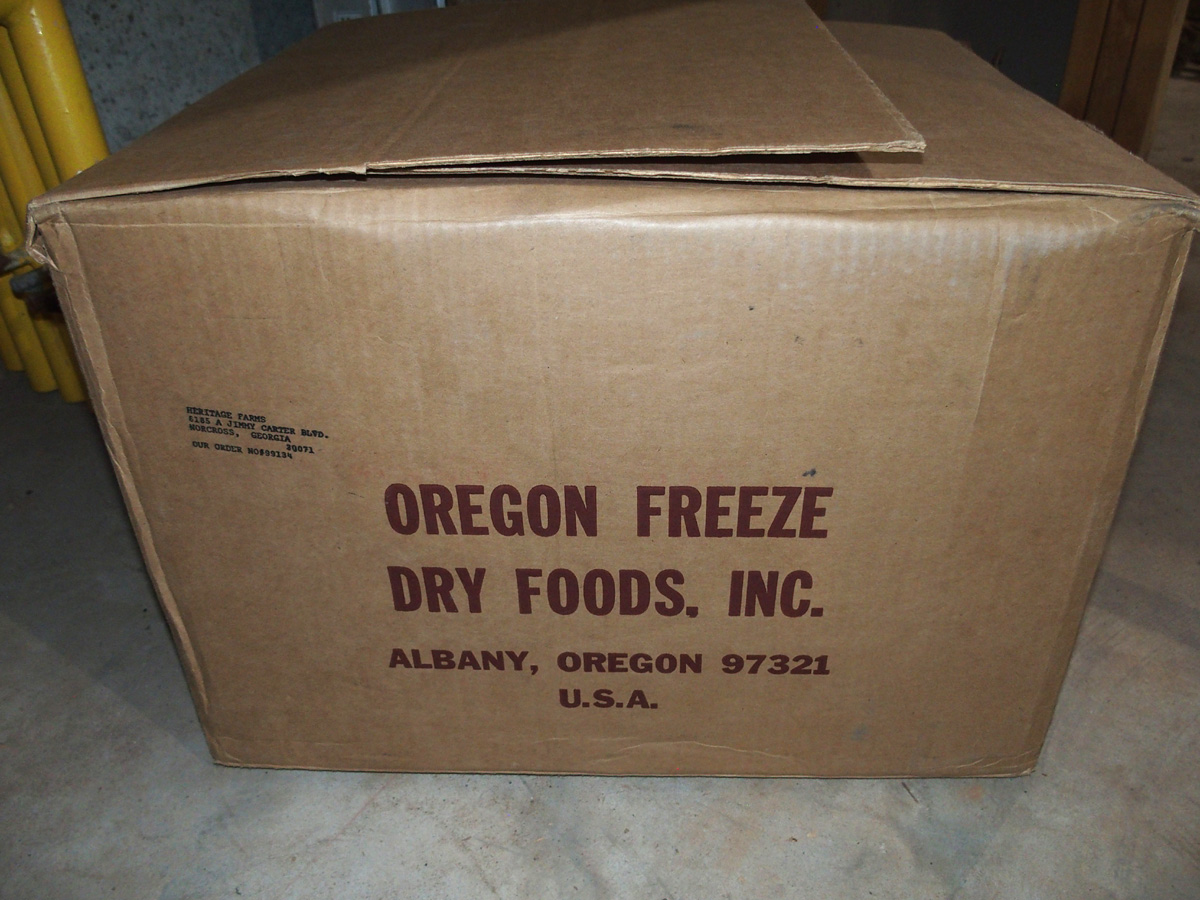 HERITAGE FARMS
6185 A JIMMY CARTER BLVD.
NORCROSS, GEORGIA
30071
OUR ORDER NO#09134
OREGON FREEZE
DRY FOODS, INC.
ALBANY, OREGON 97321
U.S.A.